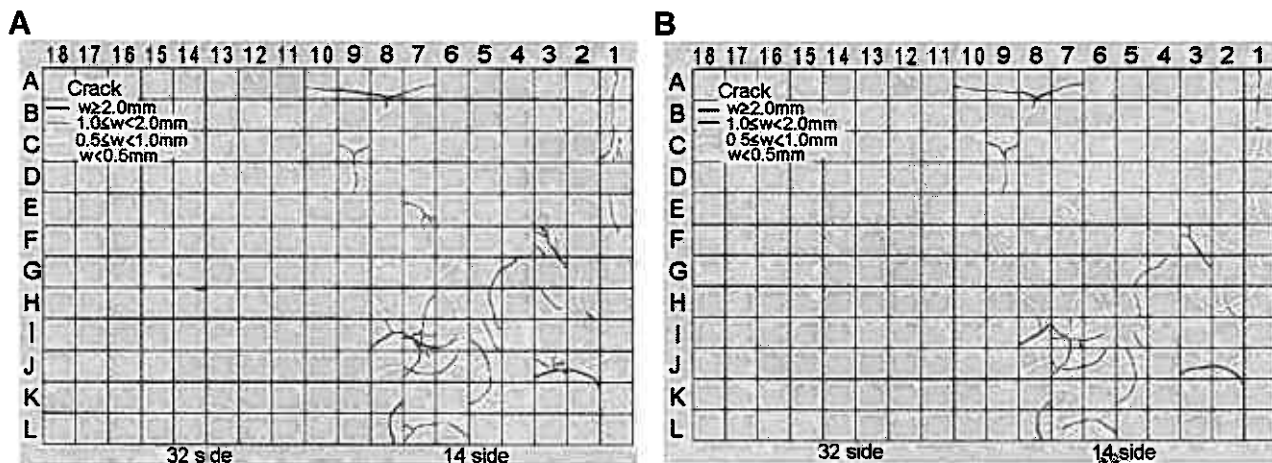 A
18 17 16 15 14 13 12 11 10 9 8 7 6 5 4 3 2 1
A
B
C
D
E
F
G
H
I
J
K
L
Crack
w≥2.0mm
1.0≤w<2.0mm
0.5≤w<1.0mm
w<0.5mm
32 side
14 side
B
18 17 16 15 14 13 12 11 10 9 8 7 6 5 4 3 2 1
A
B
C
D
E
F
G
H
I
J
K
L
Crack
w≥2.0mm
1.0≤w<2.0mm
0.5≤w<1.0mm
w<0.5mm
32 side
14 side